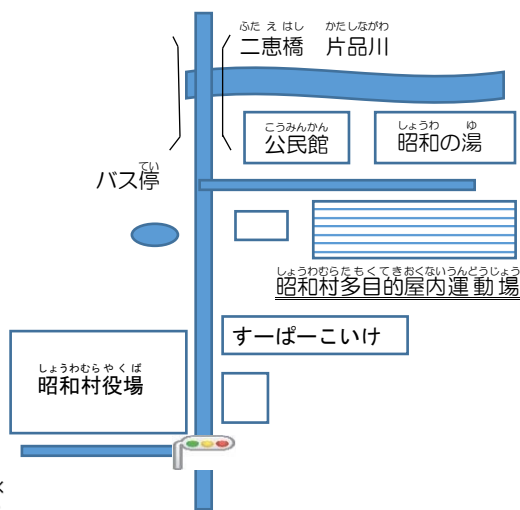 ふたえはし かたしながわ
二恵橋 片品川
こうみんかん しょうわ ゆ
公民館 昭和の湯
てい
バス停
しょうわむらたもくてきおくないうんどうじょう
昭和村多目的屋内運動場
すーぱーこいけ
しょうわむらやくば
昭和村役場